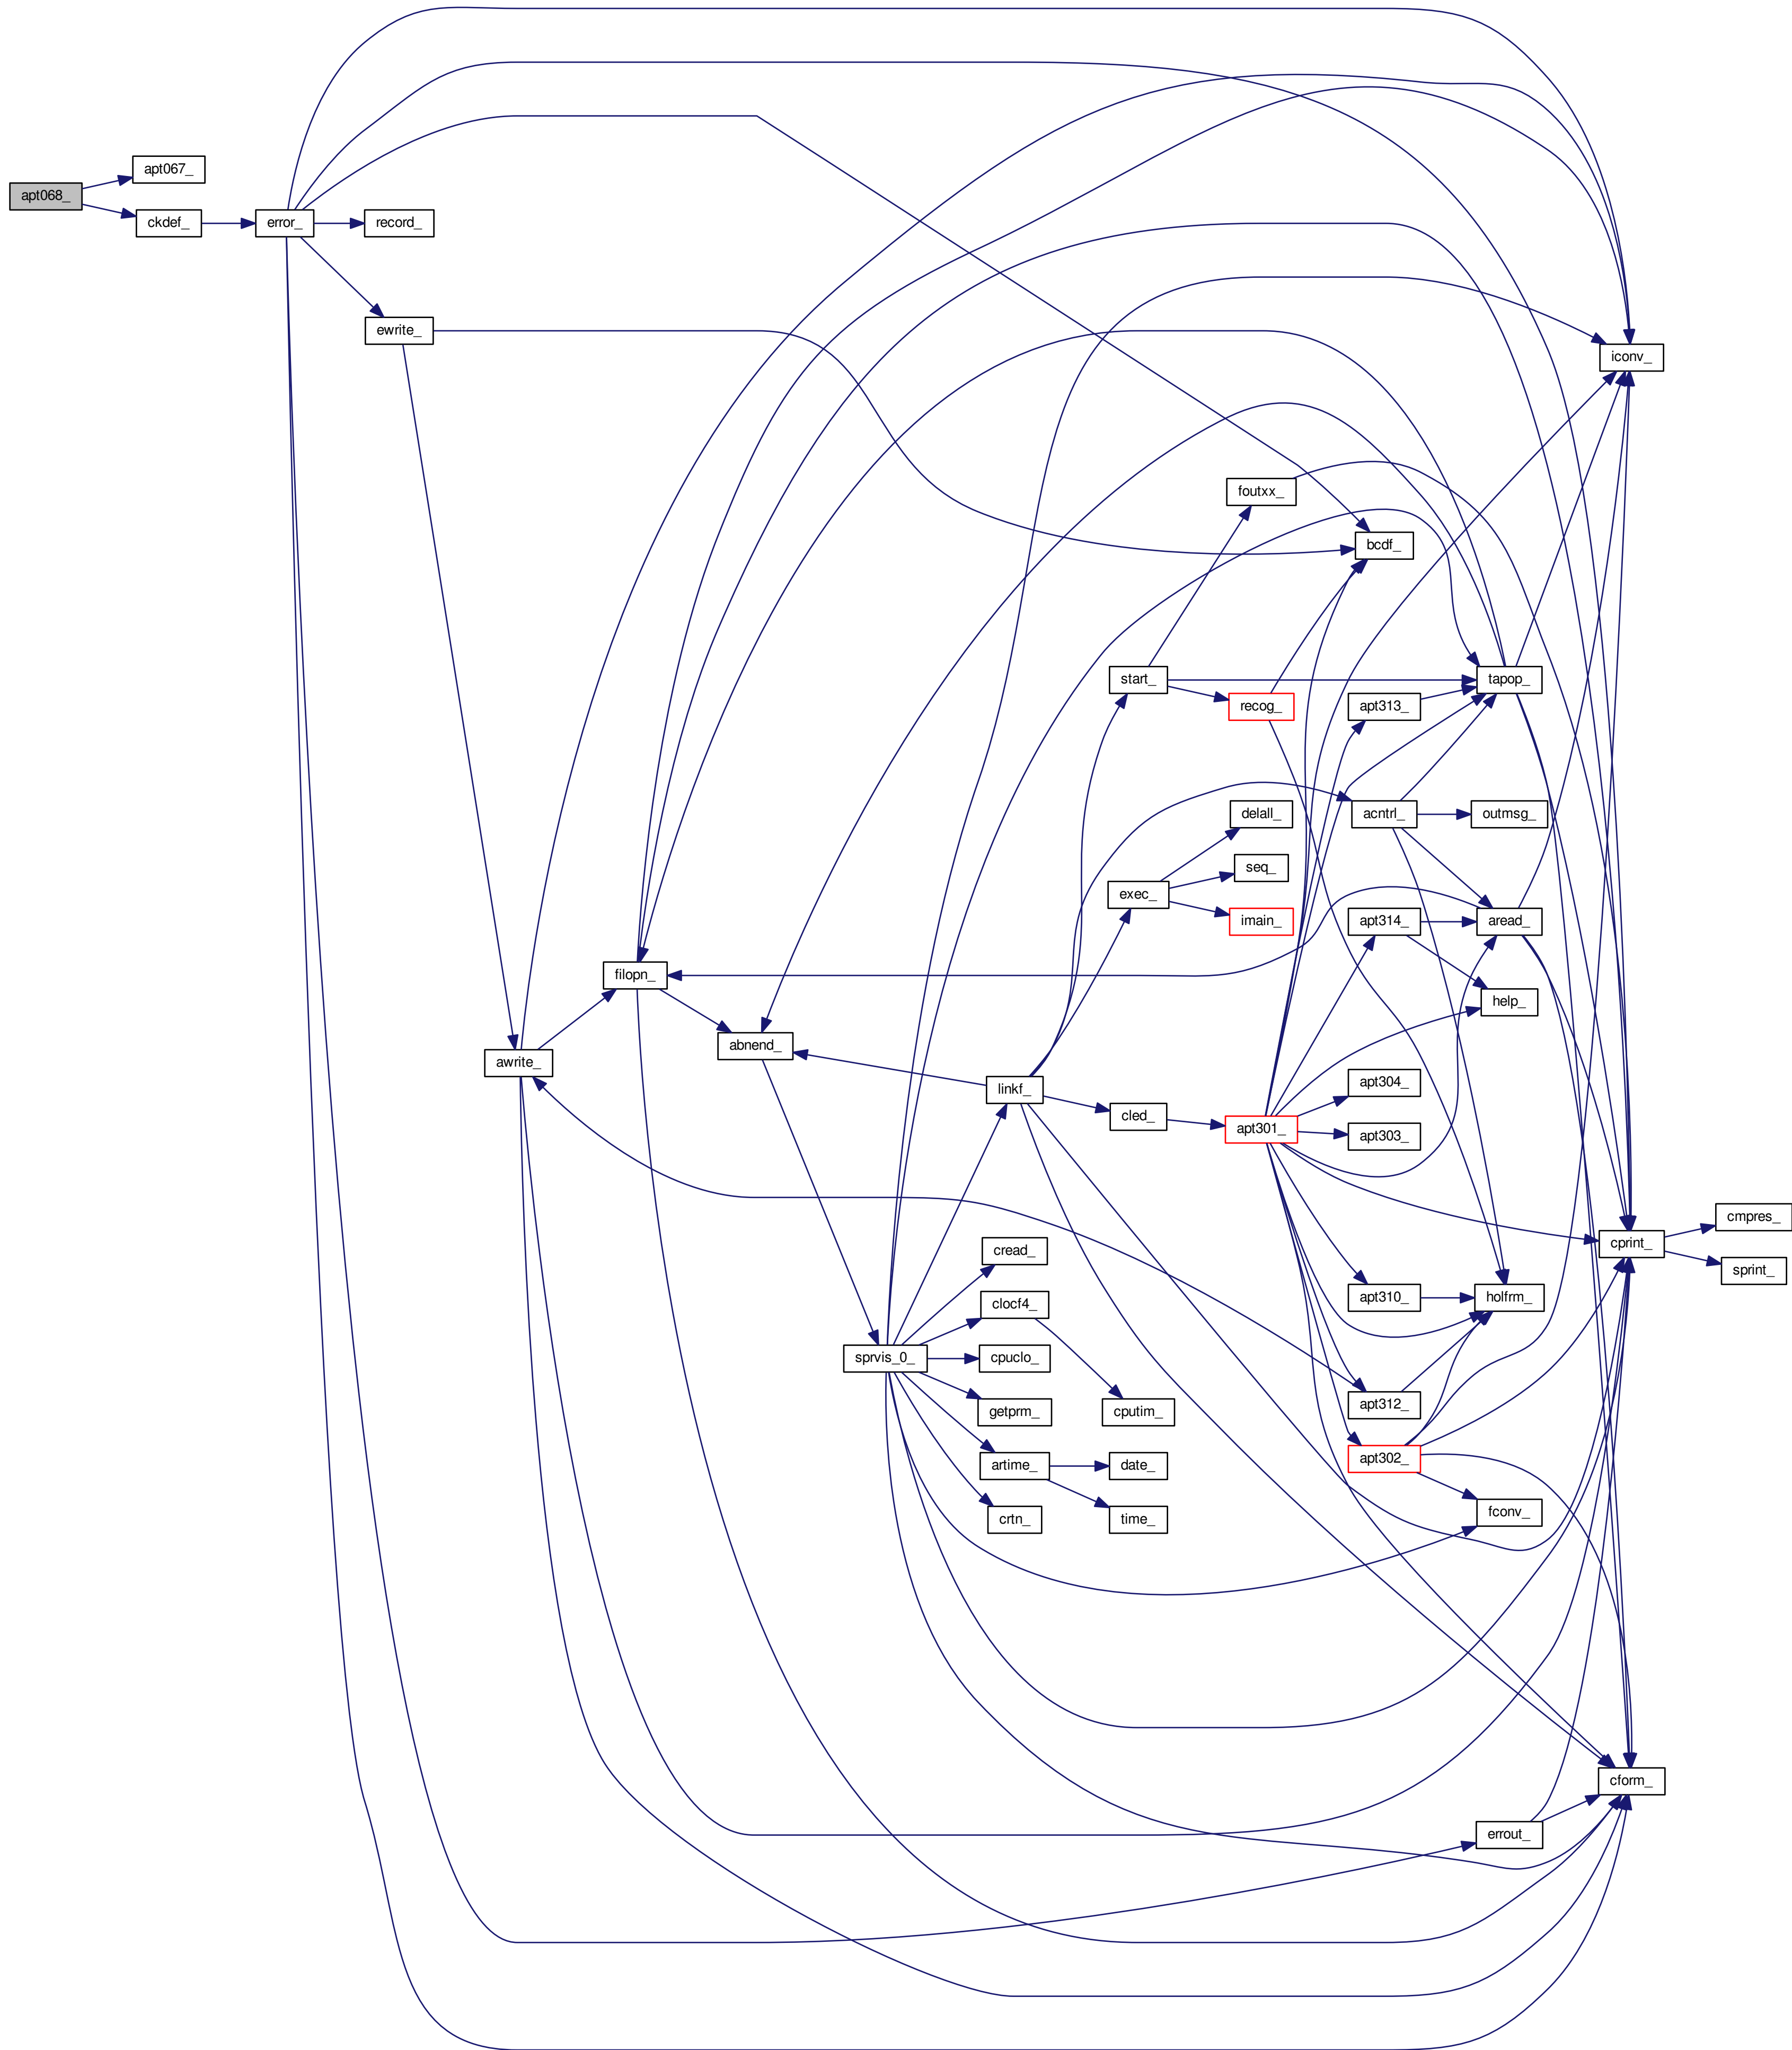 apt068_
apt067_
ckdef_
error_
record_
ewrite_
iconv_
foutxx_
bcdf_
start_
tapop_
recog_
apt313_
delall_
acntrl_
outmsg_
seq_
exec_
imain_
apt314_
aread_
filopn_
help_
abnend_
awrite_
linkf_
apt304_
cled_
apt301_
apt303_
cmpres_
cprint_
cread_
sprint_
clocf4_
apt310_
holfrm_
sprvis_0_
cpuclo_
getprm_
cputim_
apt312_
artime_
date_
apt302_
crtn_
time_
fconv_
cform_
errout_